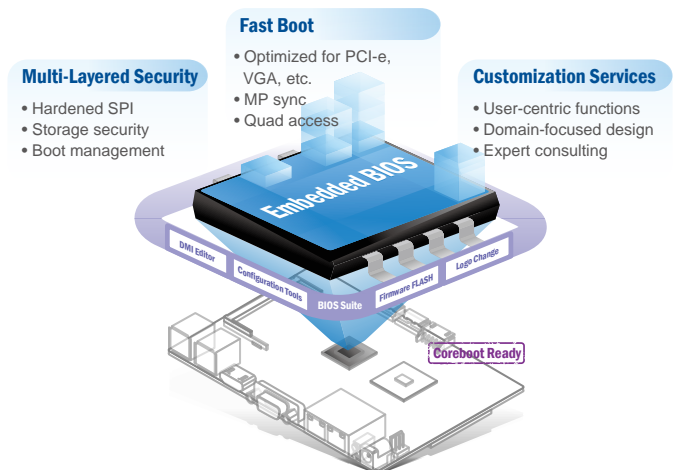 Fast Boot
• Optimized for PCI-e,
VGA, etc.
• MP sync
• Quad access
Multi-Layered Security
• Hardened SPI
• Storage security
• Boot management
Customization Services
• User-centric functions
• Domain-focused design
• Expert consulting
Embedded BIOS
DMI Editor
Configuration Tools
BIOS Suite
Firmware FLASH
Logo Change
Coreboot Ready